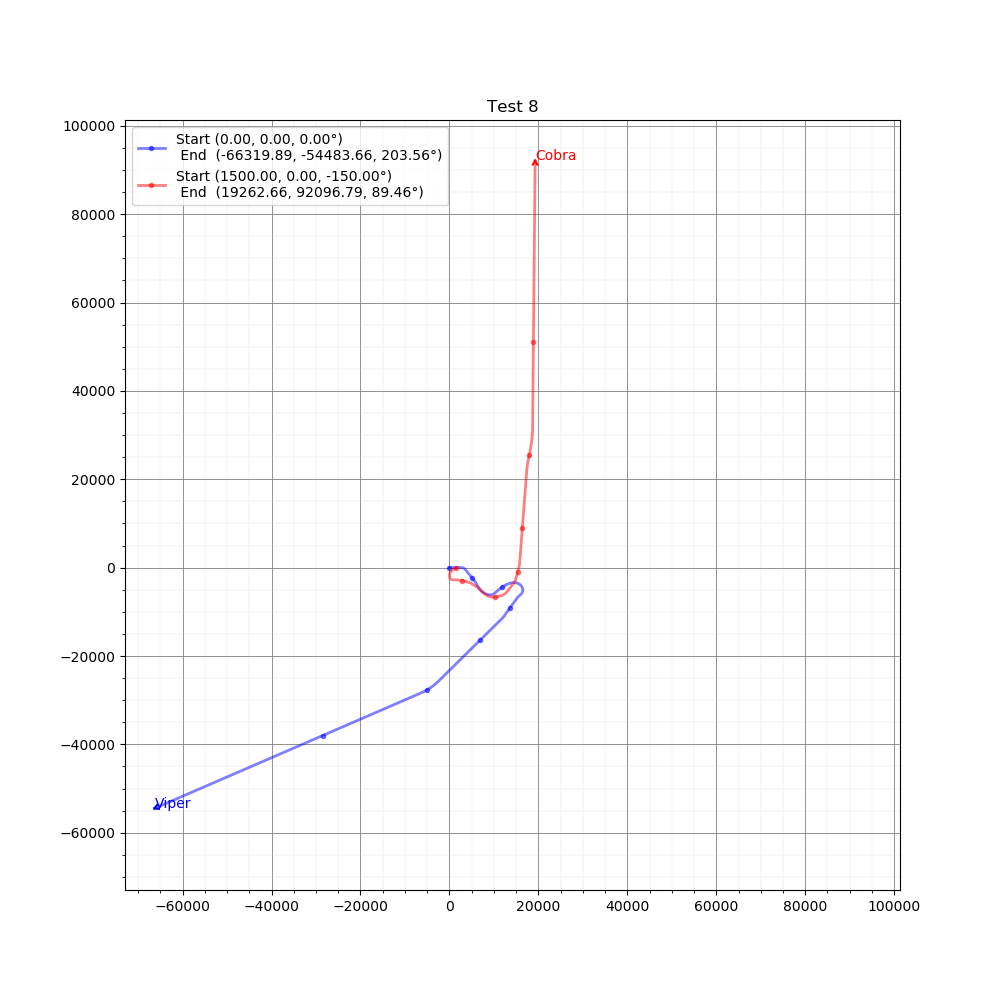 Test 8
Start (0.00, 0.00, 0.00°)
End (-66319.89, -54483.66, 203.56°)
Start (1500.00, 0.00, -150.00°)
End (19262.66, 92096.79, 89.46°)
100000
80000
60000
40000
20000
0
−20000
−40000
−60000
Cobra
Viper
−60000 −40000 −20000 0 20000 40000 60000 80000 100000